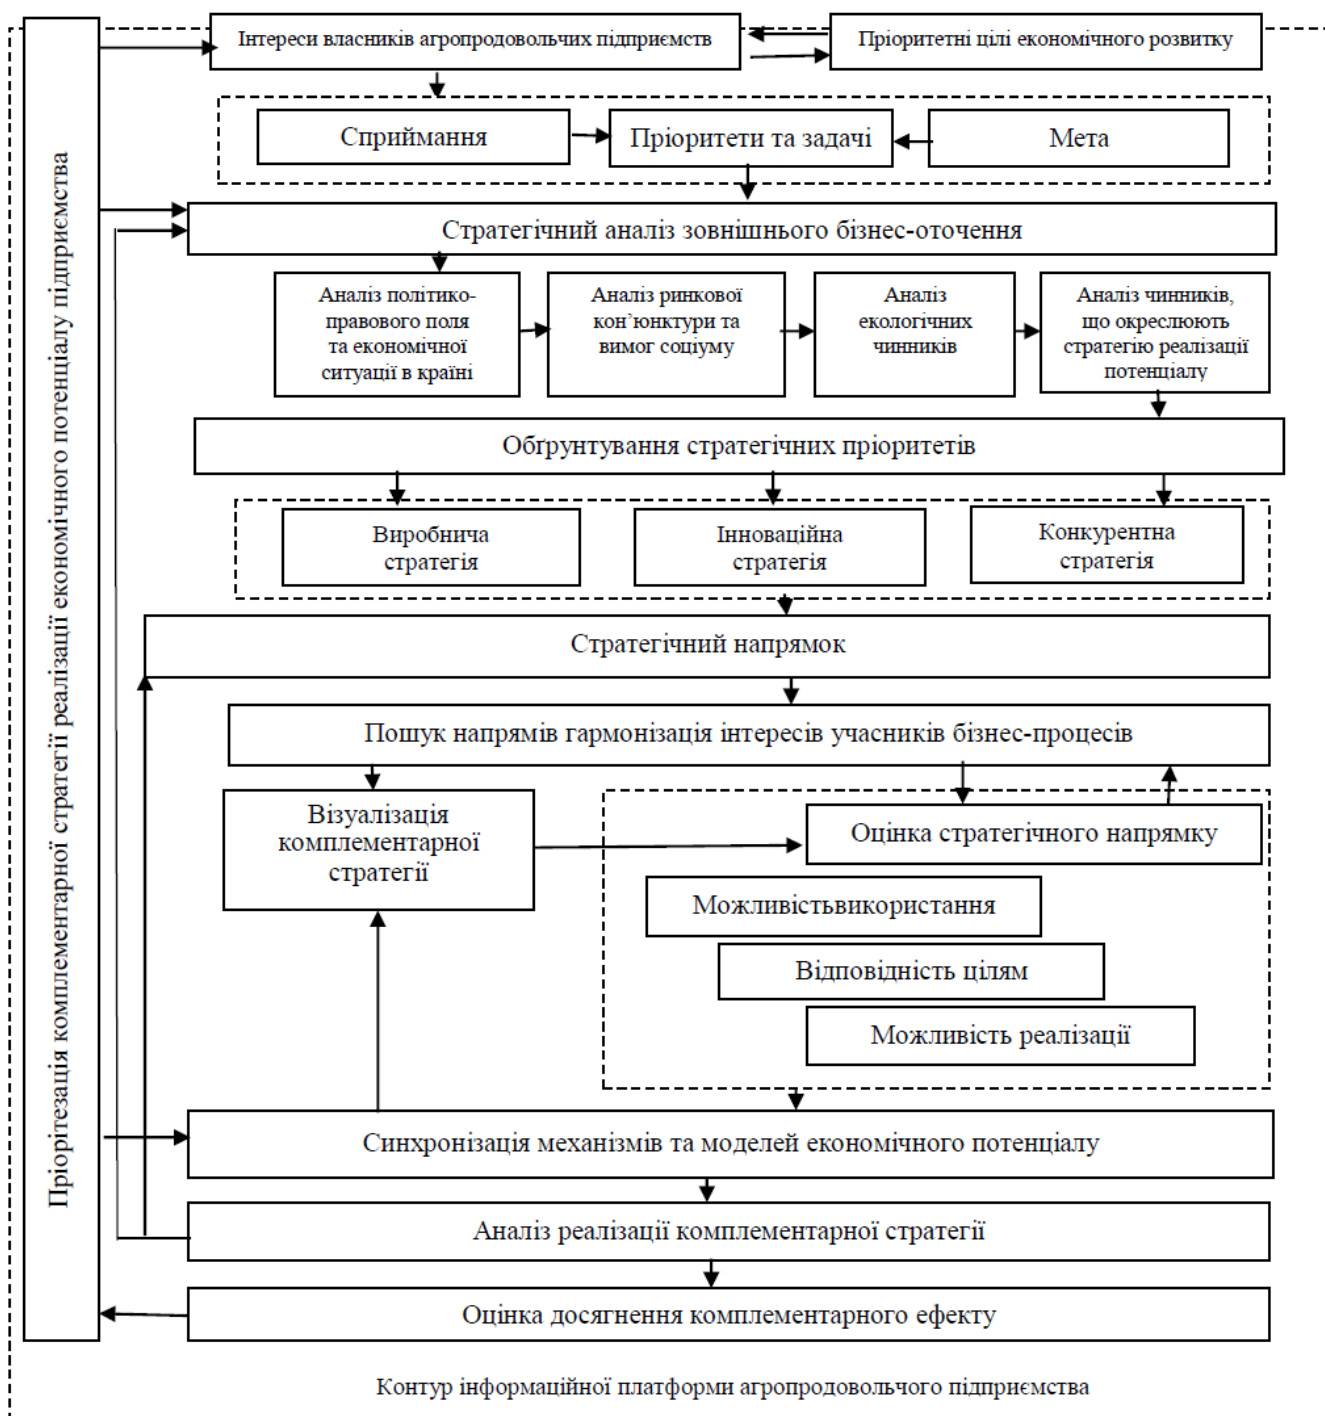 Пріорітезація комплементарної стратегії реалізації економічного потенціалу підприємства
Інтереси власників агропродовольчих підприємств
Пріоритетні цілі економічного розвитку
Сприймання
Пріоритети та задачі
Мета
Стратегічний аналіз зовнішнього бізнес-оточення
Аналіз політико-
правового поля
та економічної
ситуації в країні
Аналіз ринкової
кон’юнктури та
вимог соціуму
Аналіз
екологічних
чинників
Аналіз чинників,
що окреслюють
стратегію реалізації
потенціалу
Обґрунтування стратегічних пріоритетів
Виробнича
стратегія
Інноваційна
стратегія
Конкурентна
стратегія
Стратегічний напрямок
Пошук напрямів гармонізація інтересів учасників бізнес-процесів
Візуалізація
комплементарної
стратегії
Оцінка стратегічного напрямку
Можливістьвикористання
Відповідність цілям
Можливість реалізації
Синхронізація механізмів та моделей економічного потенціалу
Аналіз реалізації комплементарної стратегії
Оцінка досягнення комплементарного ефекту
Контур інформаційної платформи агропродовольчого підприємства